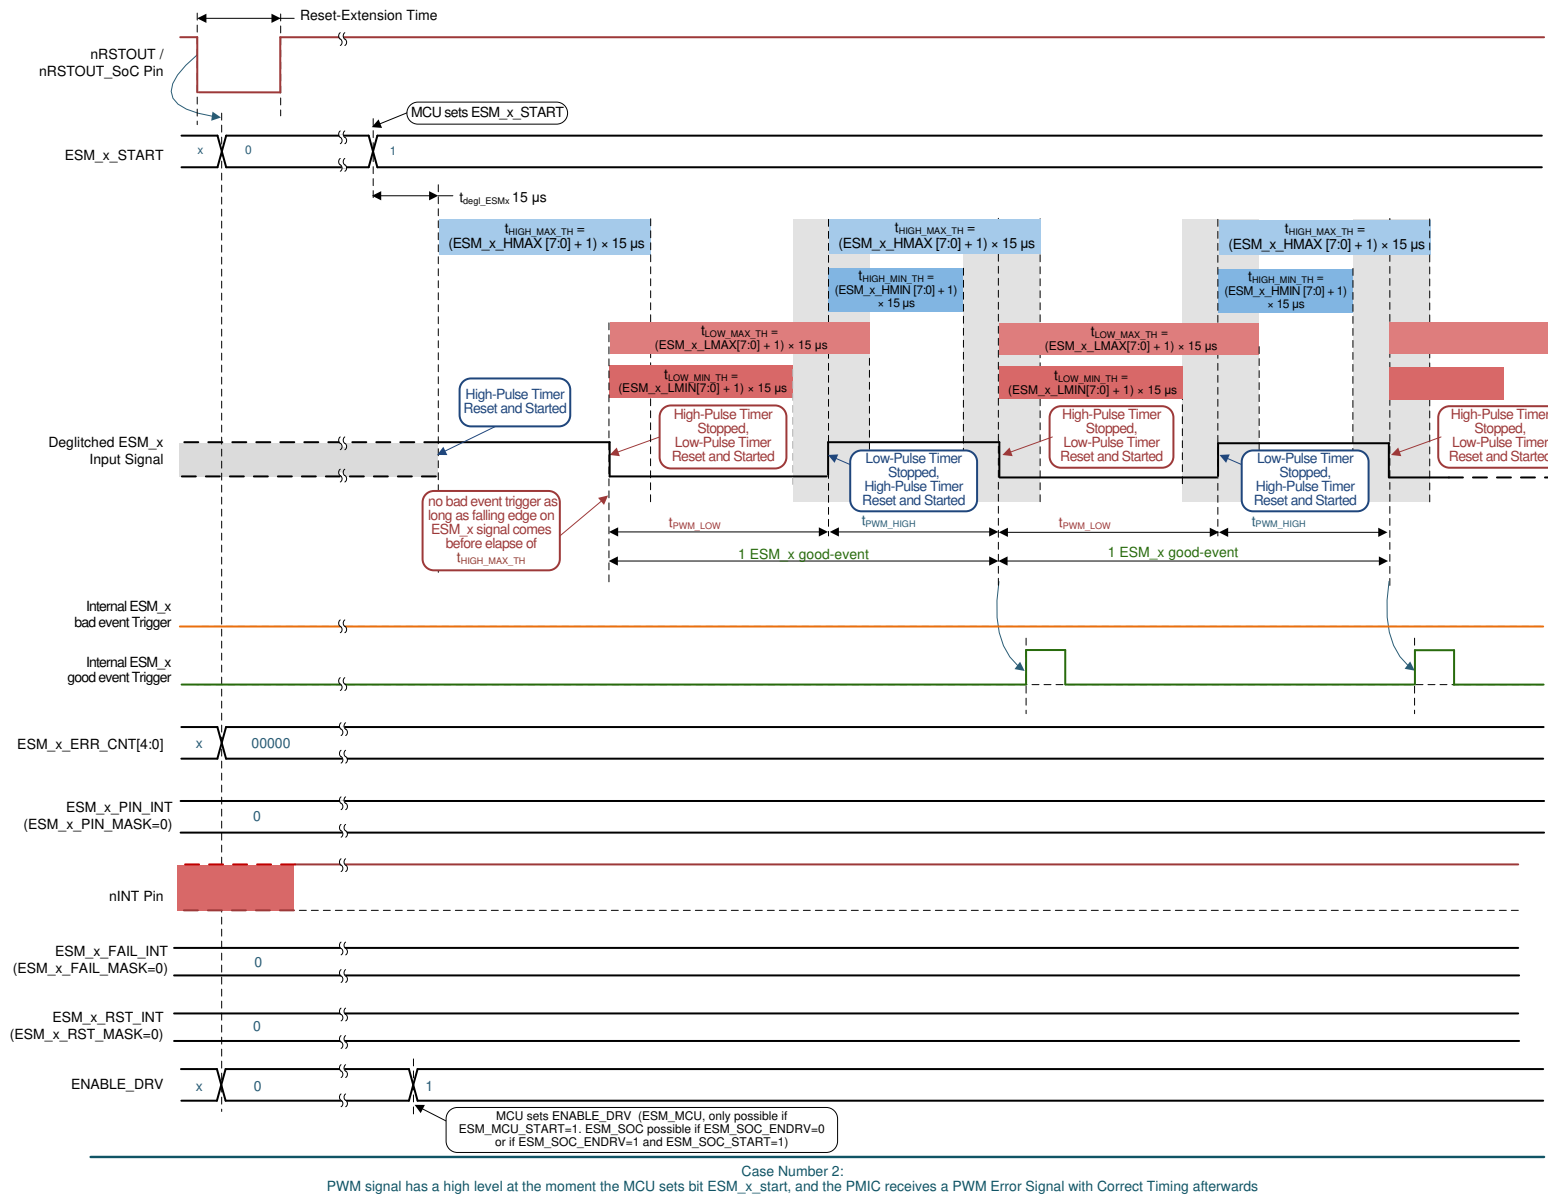 Reset-Extension Time
nRSTOUT /
nRSTOUT_SoC Pin
MCU sets ESM_x_START
ESM_x_START
x
0
1
tdegl_ESMx 15 µs
tHIGH_MAX_TH =
(ESM_x_HMAX [7:0] + 1) × 15 µs
tHIGH_MAX_TH =
(ESM_x_HMAX [7:0] + 1) × 15 µs
tHIGH_MAX_TH =
(ESM_x_HMAX [7:0] + 1) × 15 µs
tHIGH_MIN_TH =
(ESM_x_HMIN [7:0] + 1)
× 15 µs
tHIGH_MIN_TH =
(ESM_x_HMIN [7:0] + 1)
× 15 µs
tLOW_MAX_TH =
(ESM_x_LMAX[7:0] + 1) × 15 µs
tLOW_MAX_TH =
(ESM_x_LMAX[7:0] + 1) × 15 µs
tLOW_MIN_TH =
(ESM_x_LMIN[7:0] + 1) × 15 µs
tLOW_MIN_TH =
(ESM_x_LMIN[7:0] + 1) × 15 µs
High-Pulse Timer
Reset and Started
High-Pulse Timer
Stopped,
Low-Pulse Timer
Reset and Started
High-Pulse Timer
Stopped,
Low-Pulse Timer
Reset and Started
High-Pulse Timer
Stopped,
Low-Pulse Timer
Reset and Started
Deglitched ESM_x
Input Signal
Low-Pulse Timer
Stopped,
High-Pulse Timer
Reset and Started
Low-Pulse Timer
Stopped,
High-Pulse Timer
Reset and Started
no bad event trigger as
long as falling edge on
ESM_x signal comes
before elapse of
tHIGH_MAX_TH
tPWM_LOW
tPWM_HIGH
tPWM_LOW
tPWM_HIGH
1 ESM_x good-event
1 ESM_x good-event
Internal ESM_x
bad event Trigger
Internal ESM_x
good event Trigger
ESM_x_ERR_CNT[4:0]
x
00000
ESM_x_PIN_INT
(ESM_x_PIN_MASK=0)
0
nINT Pin
ESM_x_FAIL_INT
(ESM_x_FAIL_MASK=0)
0
ESM_x_RST_INT
(ESM_x_RST_MASK=0)
0
ENABLE_DRV
x
0
1
MCU sets ENABLE_DRV (ESM_MCU, only possible if
ESM_MCU_START=1. ESM_SOC possible if ESM_SOC_ENDRV=0
or if ESM_SOC_ENDRV=1 and ESM_SOC_START=1)
Case Number 2:
PWM signal has a high level at the moment the MCU sets bit ESM_x_start, and the PMIC receives a PWM Error Signal with Correct Timing afterwards